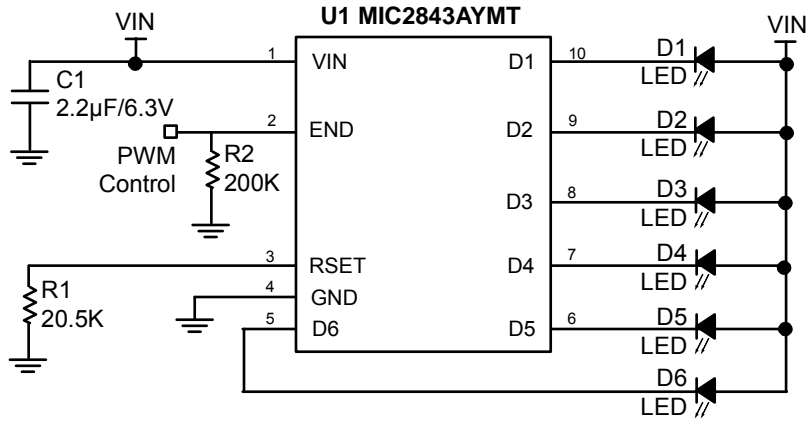 U1 MIC2843AYMT
VIN
VIN
1
VIN
D1
10
D1
LED
C1
2.2µF/6.3V
2
END
D2
9
D2
LED
PWM
Control
R2
200K
D3
8
D3
LED
3
RSET
D4
7
D4
LED
R1
20.5K
4
GND
5
D6
D5
6
D5
LED
D6
LED